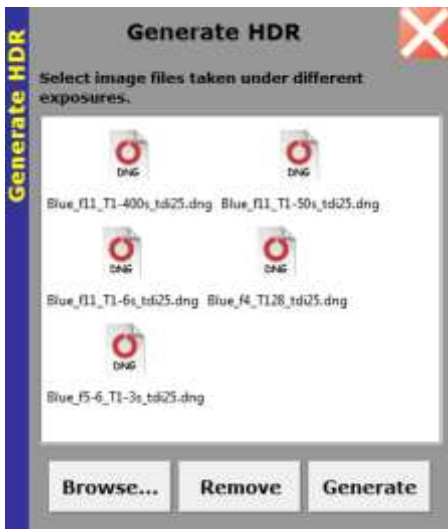 Generate HDR
Generate HDR
Select image files taken under different
exposures.
DNG
DNG
Blue_f11_T1-400s_tdi25.dng Blue_f11_T1-50s_tdi25.dng
DNG
DNG
Blue_f11_T1-6s_tdi25.dng Blue_f4_T128_tdi25.dng
DNG
Blue_f5-6_T1-3s_tdi25.dng
Browse... Remove Generate